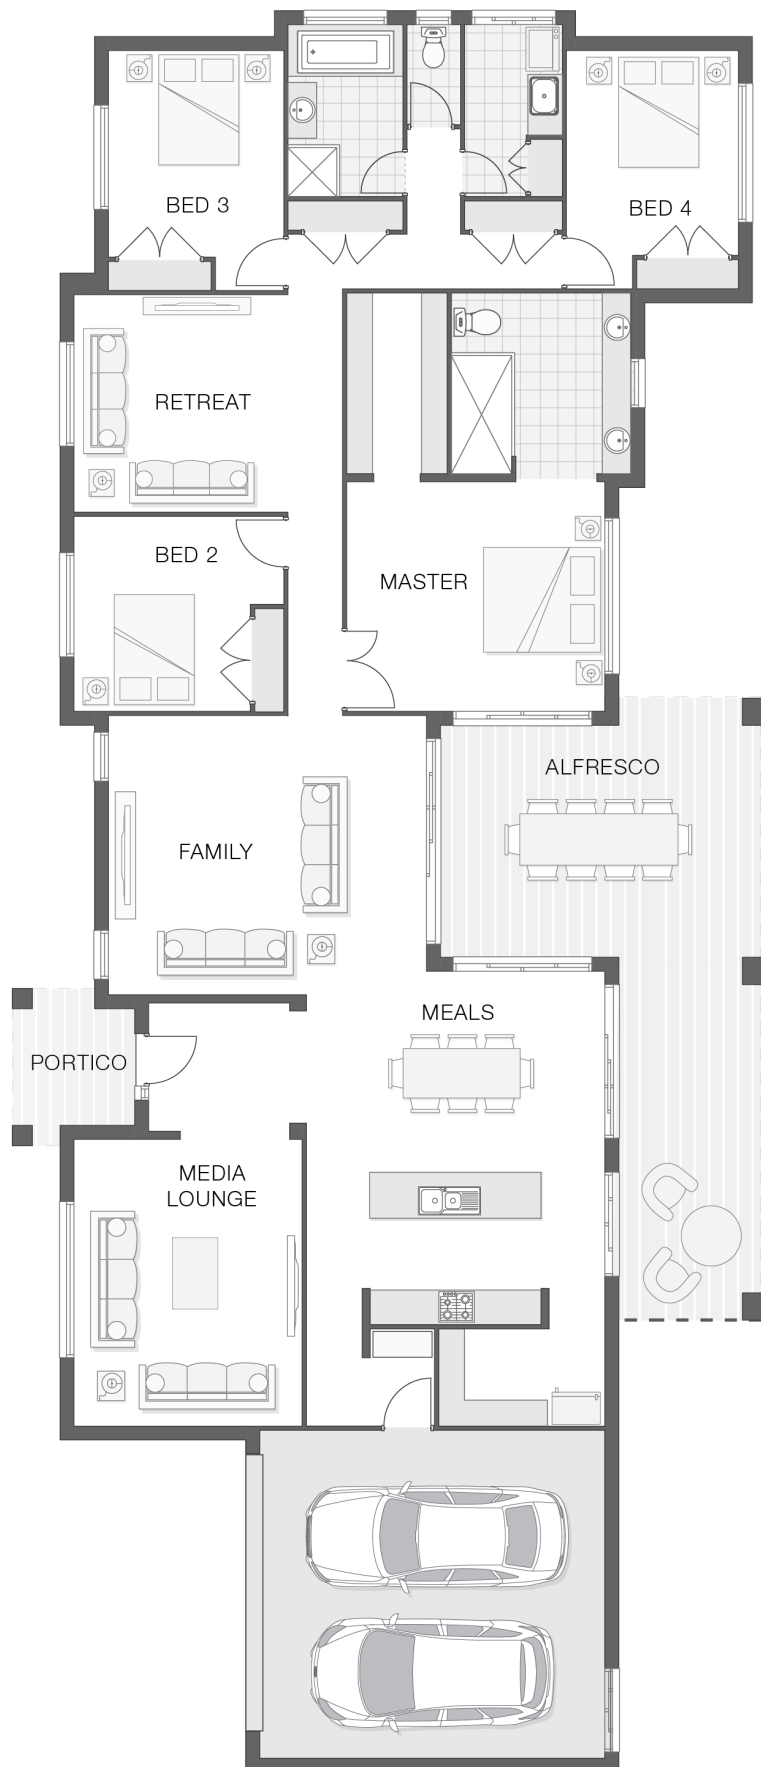 BED 3
BED 4
RETREAT
BED 2
MASTER
ALFRESCO
FAMILY
MEALS
PORTICO
MEDIA
LOUNGE